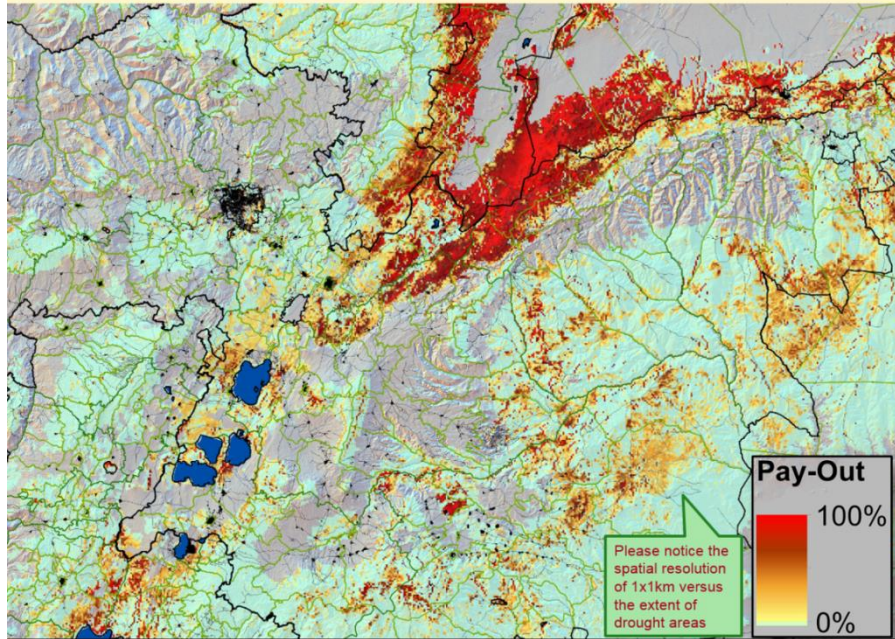 Pay-Out
100%
0%
Please notice the
spatial resolution
of 1x1km versus
the extent of
drought areas